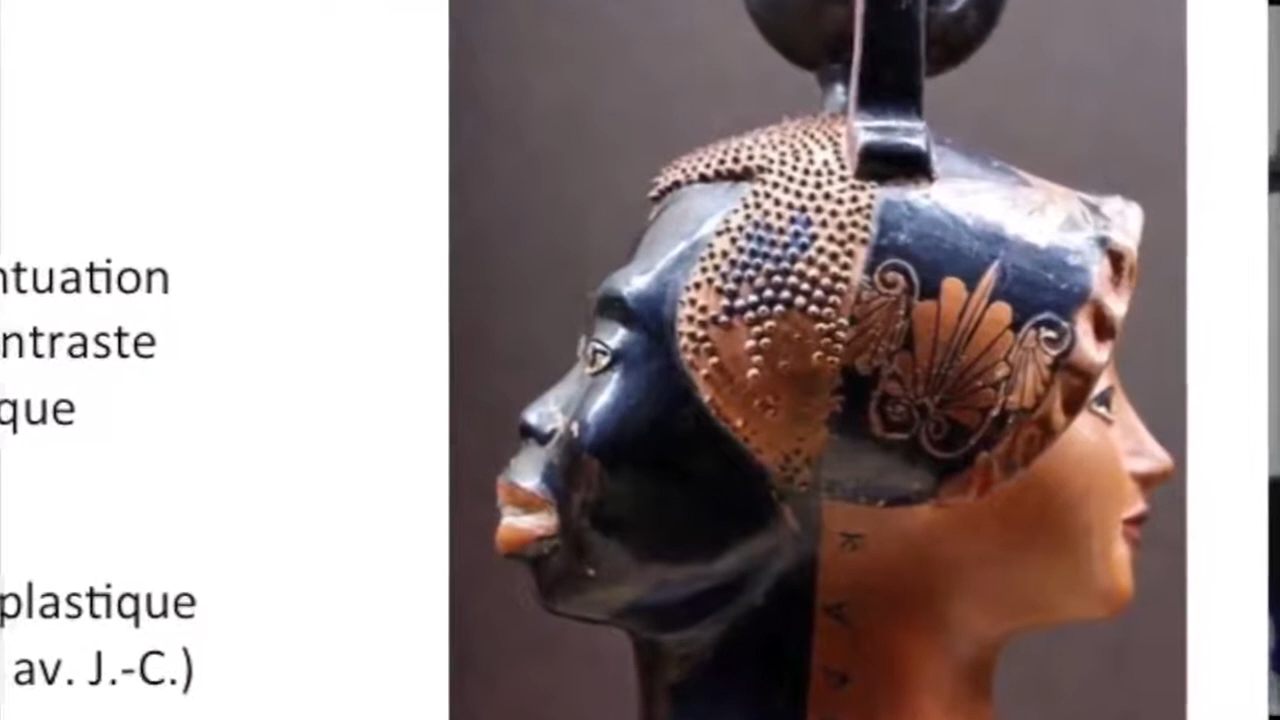 ntuation
ntraste
que
plastique
av. J.-C.)